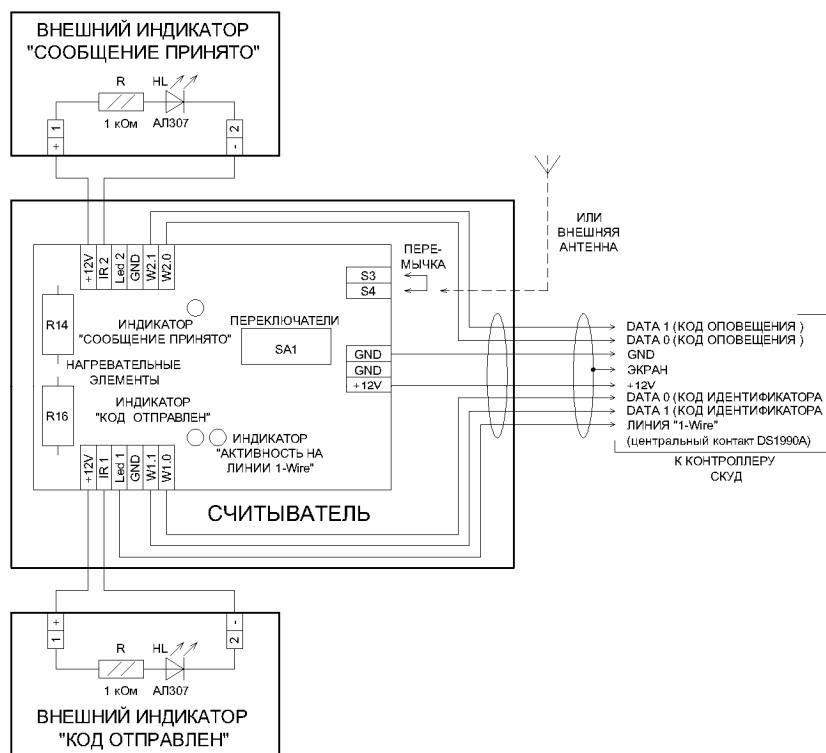 ВНЕШНИЙ ИНДИКАТОР
"СООБЩЕНИЕ ПРИНЯТО"
R
HL
1 кОм
АЛ307
1
+
2
-
+12V
IR 2
Led 2
GND
W2.1
W2.0
ПЕРЕ-
МЫЧКА
S3
S4
ИЛИ
ВНЕШНЯЯ
АНТЕННА
R14
ИНДИКАТОР
"СООБЩЕНИЕ ПРИНЯТО"
ПЕРЕКЛЮЧАТЕЛИ
SA1
НАГРЕВАТЕЛЬНЫЕ
ЭЛЕМЕНТЫ
GND
GND
+12V
R16
ИНДИКАТОР
"КОД ОТПРАВЛЕН"
ИНДИКАТОР
"АКТИВНОСТЬ НА
ЛИНИИ 1-Wire"
+12V
IR 1
Led 1
GND
W1.1
W1.0
СЧИТЫВАТЕЛЬ
DATA 1 (КОД ОПОВЕЩЕНИЯ )
DATA 0 (КОД ОПОВЕЩЕНИЯ )
GND
ЭКРАН
+12V
DATA 0 (КОД ИДЕНТИФИКАТОРА
DATA 1 (КОД ИДЕНТИФИКАТОРА
ЛИНИЯ "1-Wire"
(центральный контакт DS1990A)
К КОНТРОЛЛЕРУ
СКУД
1
+
2
-
R
HL
1 кОм
АЛ307
ВНЕШНИЙ ИНДИКАТОР
"КОД ОТПРАВЛЕН"